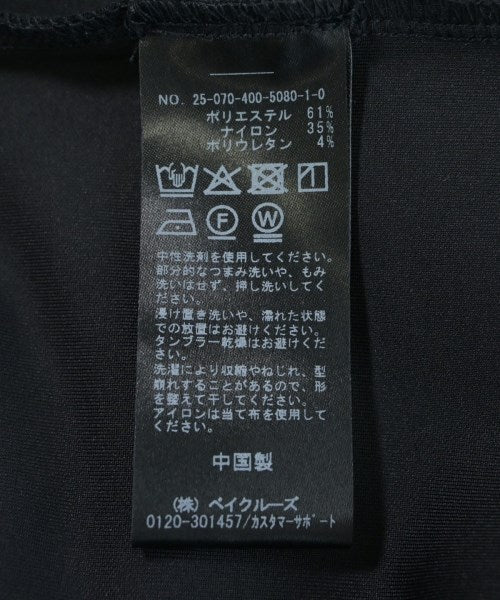 NO. 25-070-400-5080-1-0
ポリエステル 61%
ナイロン 35%
ポリウレタン 4%
F W
中性洗剤を使用してください。
部分的なつまみ洗いや、もみ
洗いはせず、押し洗いしてく
ださい。
浸け置き洗いや、濡れた状態
での放置はお避けください。
タンブラー乾燥はお避けください。
洗濯により収縮やねじれ、型
崩れすることがあるので、形
を整えて干してください。
アイロンは当て布を使用して
ください。
中国製
(株) ベイクルーズ
0120-301457/カスタマーサポート